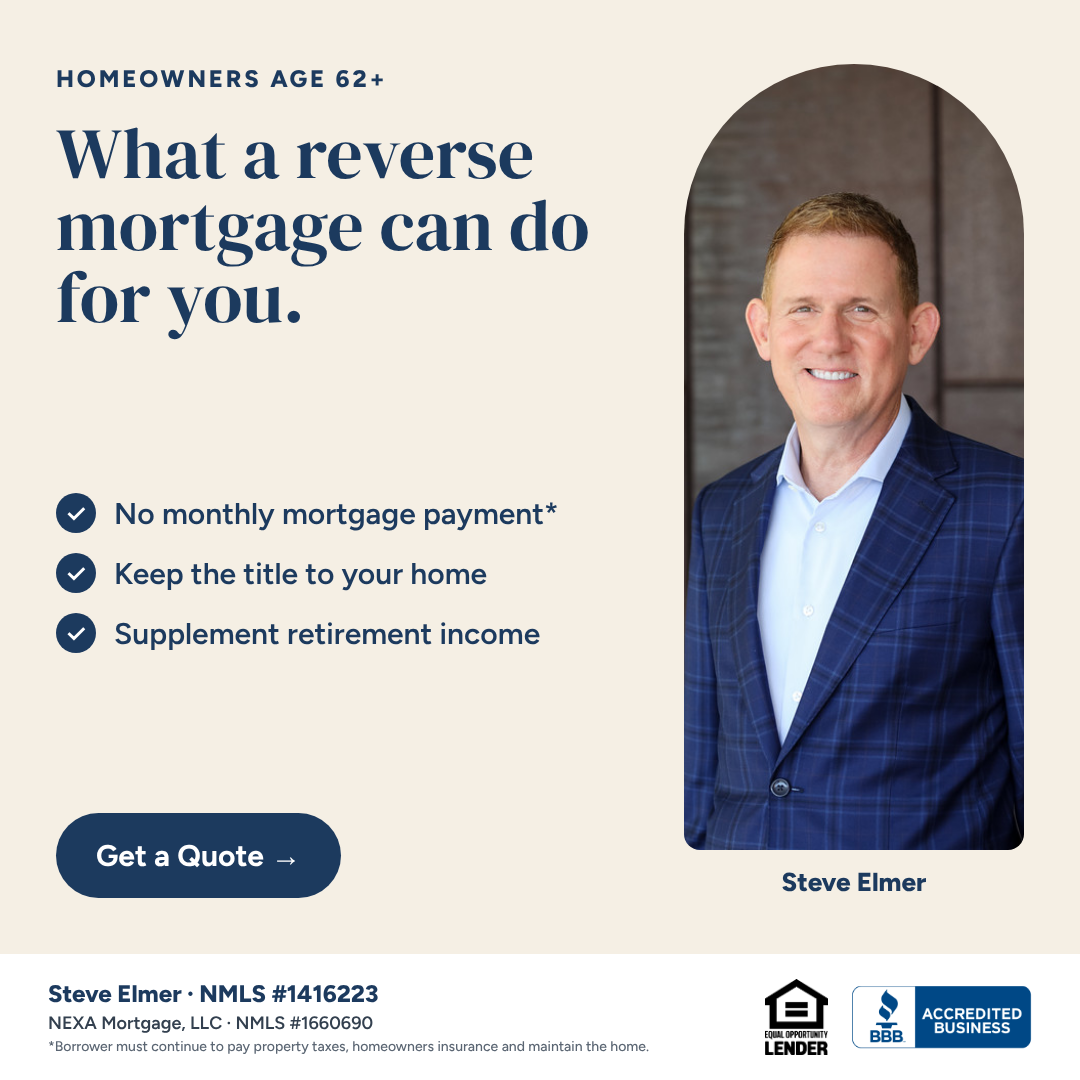 HOMEOWNERS AGE 62+
What a reverse
mortgage can do
for you.
No monthly mortgage payment*
Keep the title to your home
Supplement retirement income
Get a Quote →
Steve Elmer
Steve Elmer · NMLS #1416223
NEXA Mortgage, LLC · NMLS #1660690
*Borrower must continue to pay property taxes, homeowners insurance and maintain the home.
EQUAL OPPORTUNITY
LENDER
BBB
ACCREDITED
BUSINESS